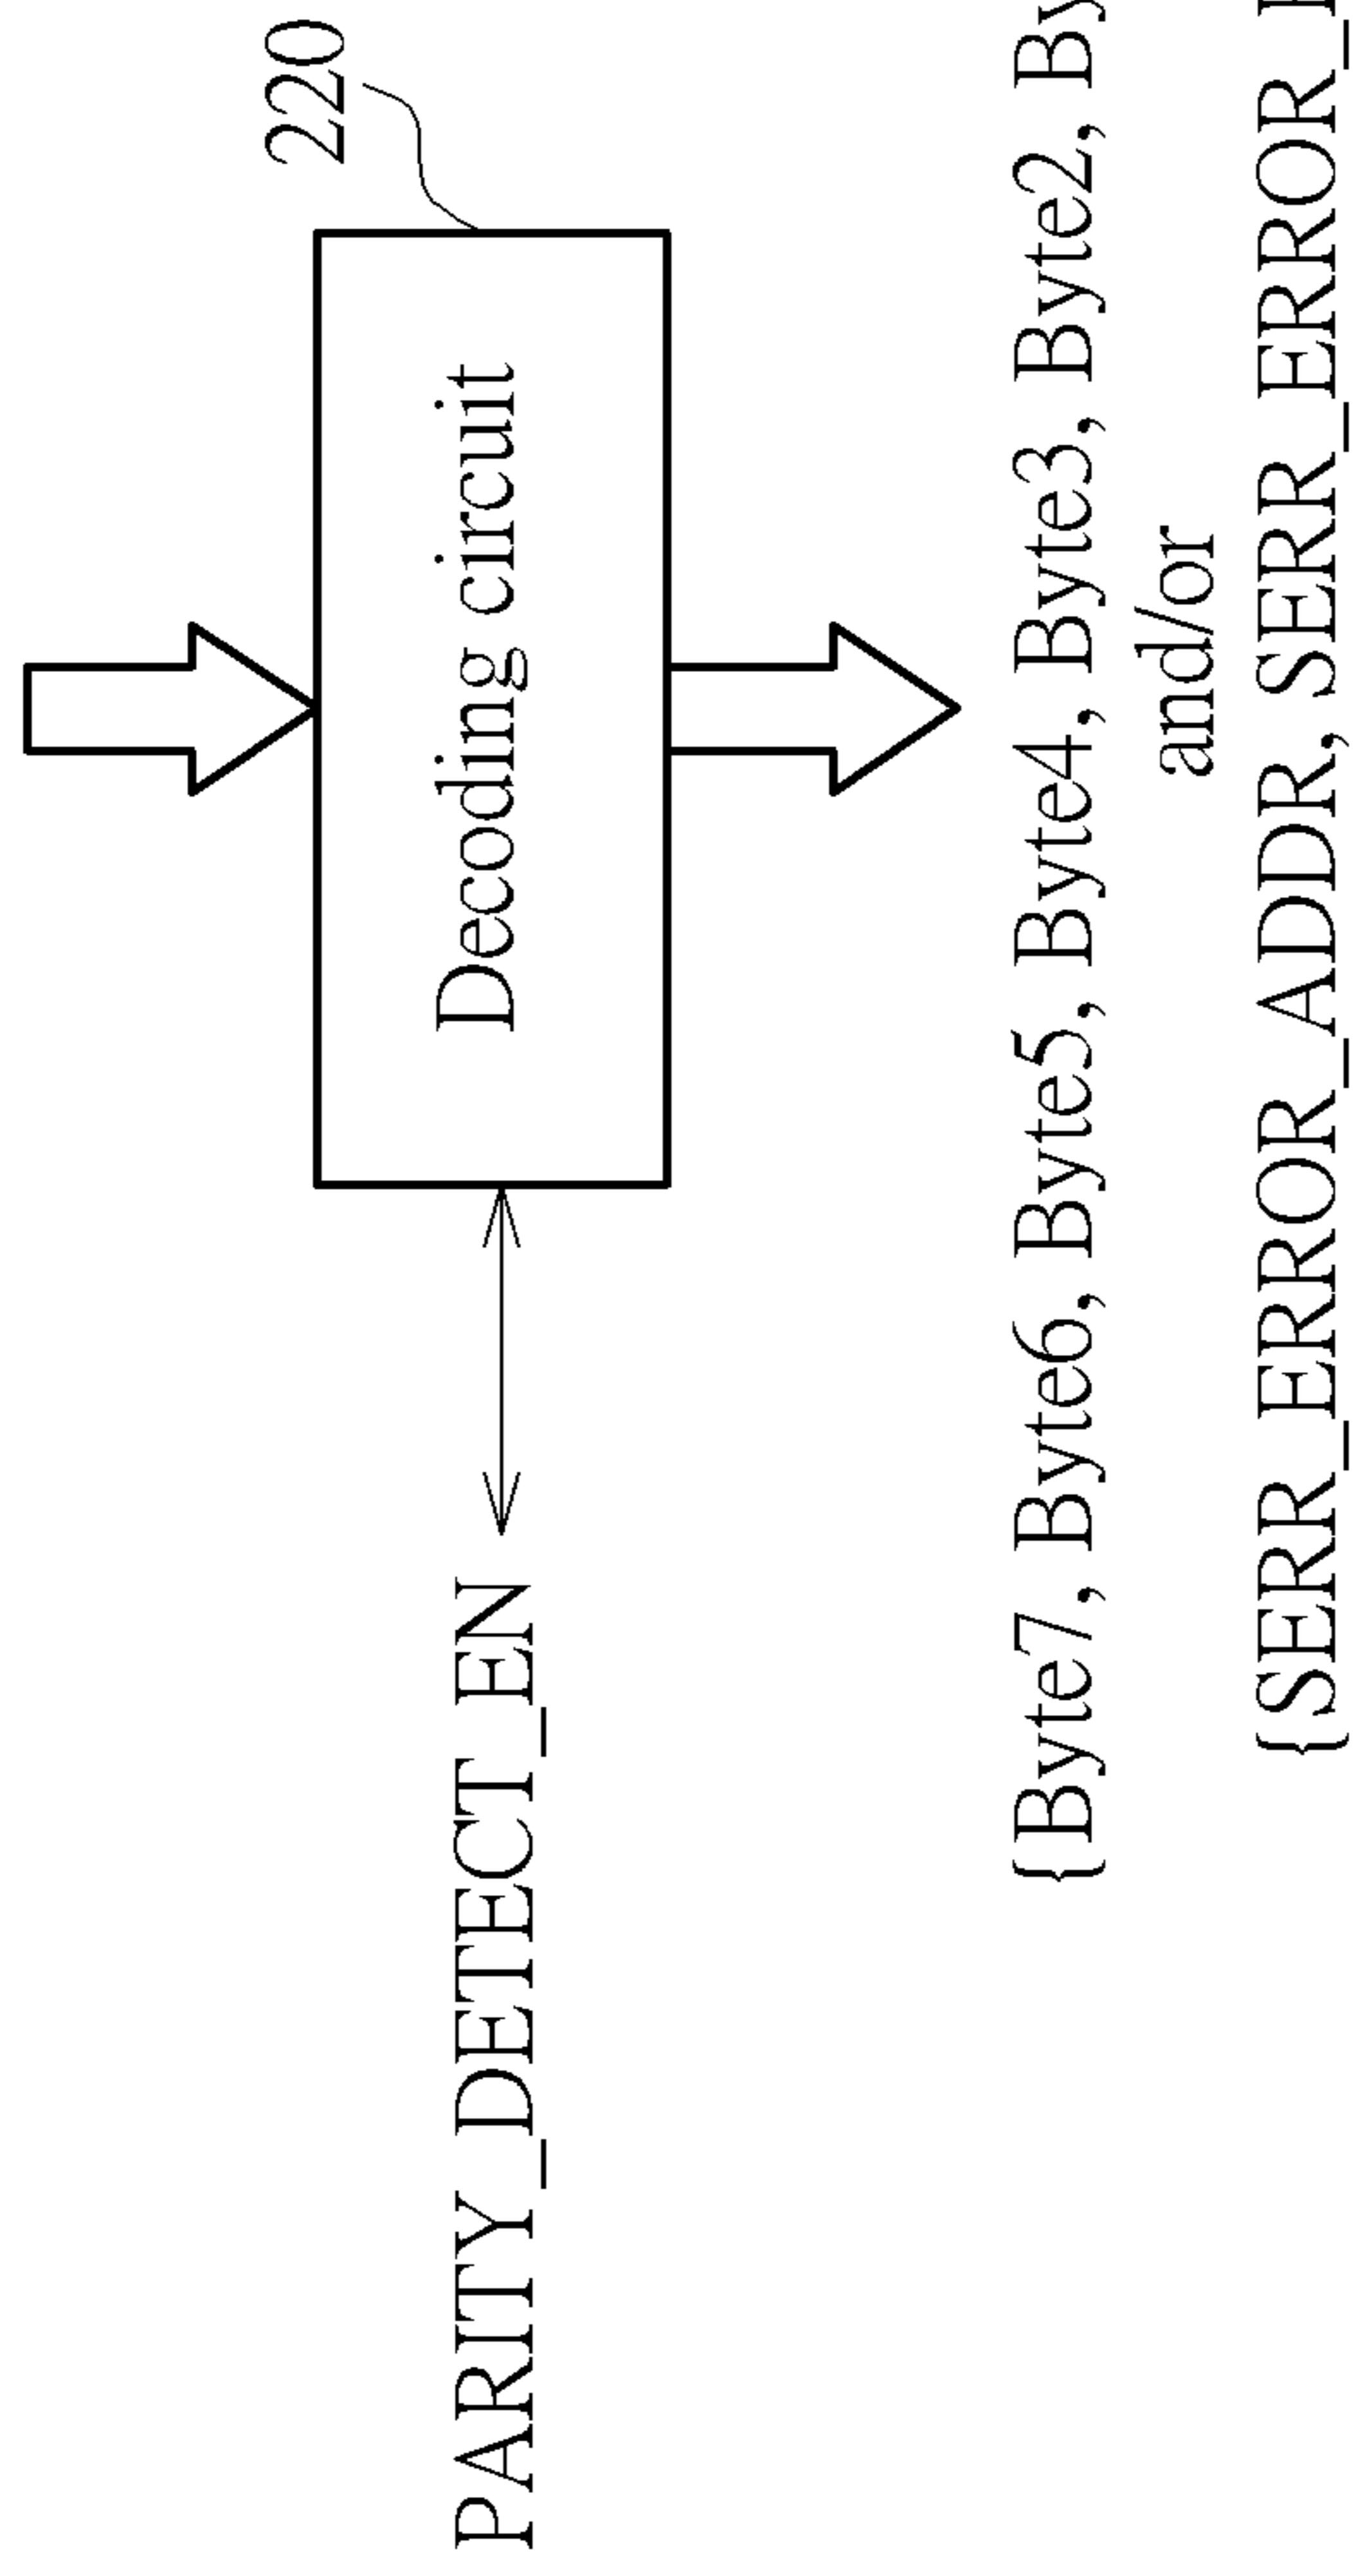 220
Decoding circuit
PARITY_DETECT_EN
{Byte7, Byte6, Byte5, Byte4, Byte3, Byte2, By
and/or
{SERR_ERROR_ADDR, SERR_ERROR_